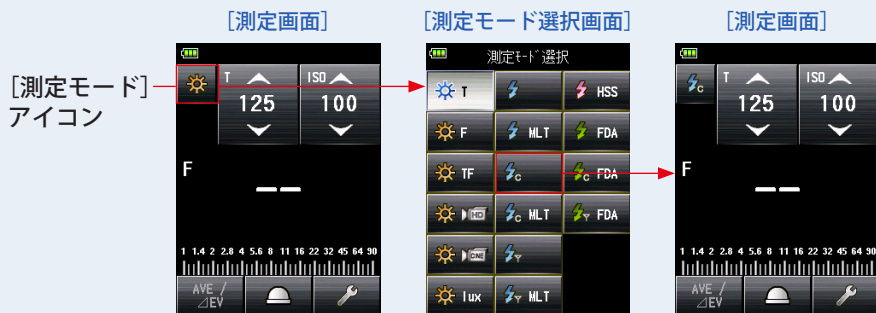 [測定画面]
[測定モード選択画面]
[測定画面]
[測定モード]
アイコン
T
125
ISO
100
F
1 1.4 2 2.8 4 5.6 8 11 16 22 32 45 64 90
AVE /
⊿EV
測定ﾓｰﾄﾞ選択
T
HSS
F
MLT
FDA
TF
C
C FDA
HD
C MLT
Y FDA
CINE
Y
lux
Y MLT
C
T
125
ISO
100
F
1 1.4 2 2.8 4 5.6 8 11 16 22 32 45 64 90
AVE /
⊿EV